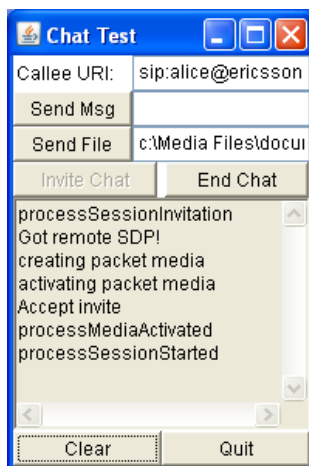 Chat Test
Callee URI: sip:alice@ericsson
Send Msg
Send File c:\Media Files\docu
Invite Chat End Chat
processSessionInvitation
Got remote SDP!
creating packet media
activating packet media
Accept invite
processMediaActivated
processSessionStarted
Clear Quit